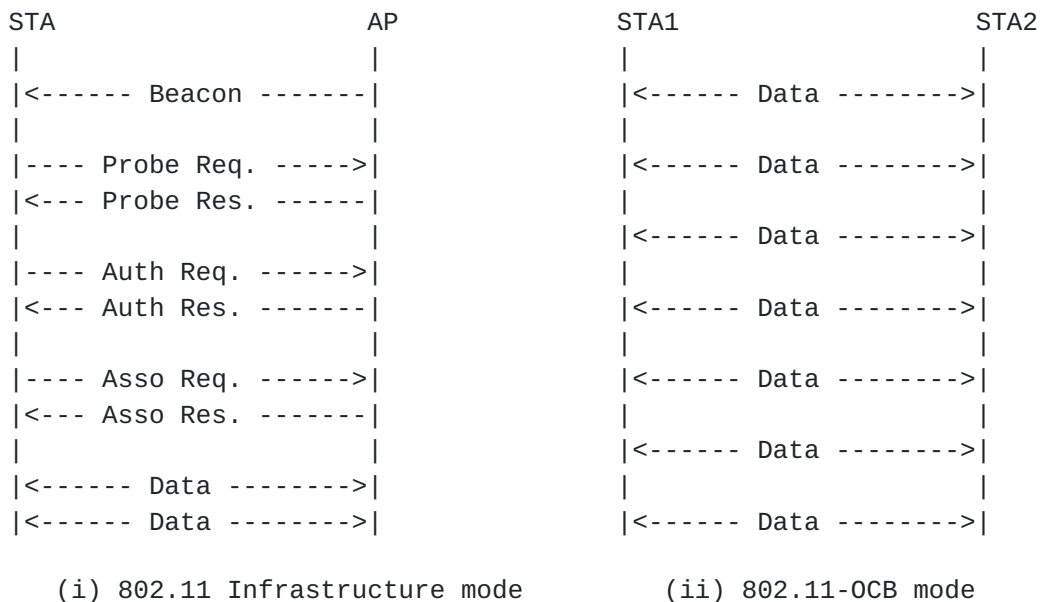 STA                     AP              STA1                   STA2
|                      |               |                      |
|<------ Beacon -------|               |<------ Data -------->|
|                      |               |                      |
|---- Probe Req. ----->|               |<------ Data -------->|
|<--- Probe Res. ------|               |                      |
|                      |               |<------ Data -------->|
|---- Auth Req. ------>|               |                      |
|<--- Auth Res. -------|               |<------ Data -------->|
|                      |               |                      |
|---- Asso Req. ------>|               |<------ Data -------->|
|<--- Asso Res. -------|               |                      |
|                      |               |<------ Data -------->|
|<------ Data -------->|               |                      |
|<------ Data -------->|               |<------ Data -------->|
(i) 802.11 Infrastructure mode         (ii) 802.11-OCB mode